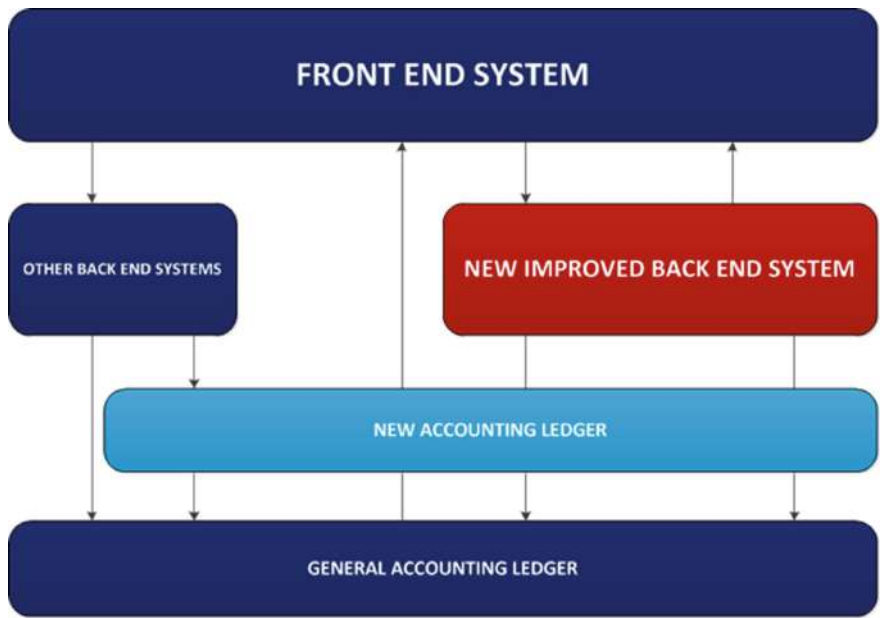 FRONT END SYSTEM
OTHER BACK END SYSTEMS
NEW IMPROVED BACK END SYSTEM
NEW ACCOUNTING LEDGER
GENERAL ACCOUNTING LEDGER